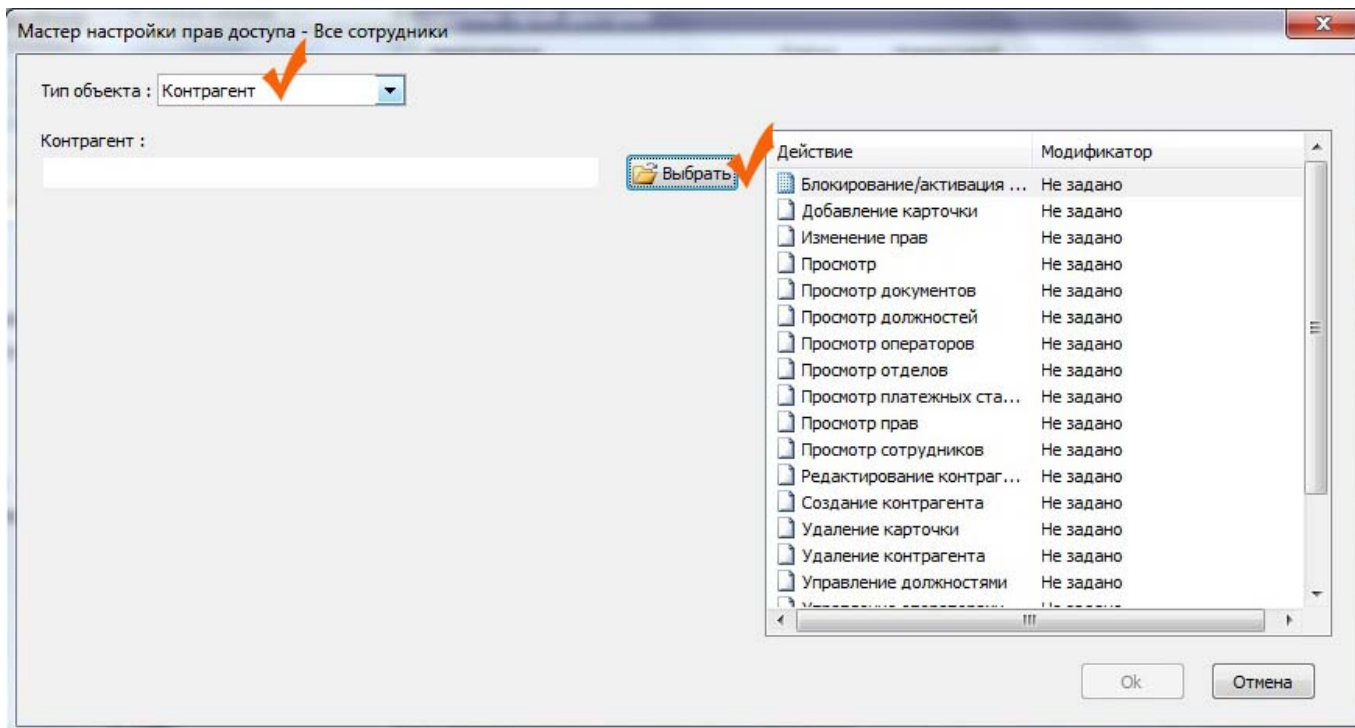 Мастер настройки прав доступа - Все сотрудники
Тип объекта : Контрагент
Контрагент :
Выбрать
Действие Модификатор
Блокирование/активация ... Не задано
Добавление карточки Не задано
Изменение прав Не задано
Просмотр Не задано
Просмотр документов Не задано
Просмотр должностей Не задано
Просмотр операторов Не задано
Просмотр отделов Не задано
Просмотр платежных ста... Не задано
Просмотр прав Не задано
Просмотр сотрудников Не задано
Редактирование контраг... Не задано
Создание контрагента Не задано
Удаление карточки Не задано
Удаление контрагента Не задано
Управление должностями Не задано
Ok Отмена